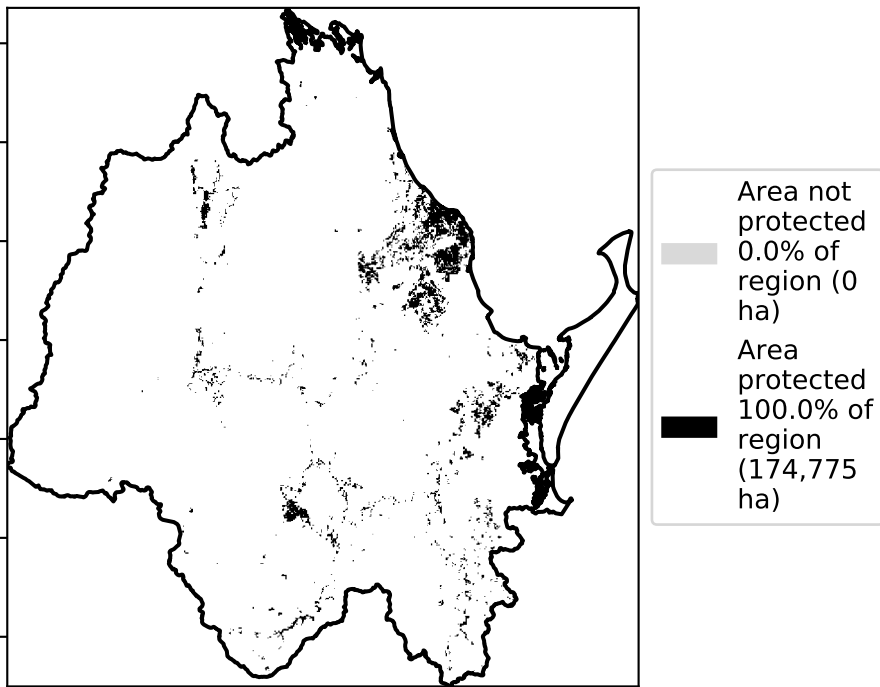 Area not
protected
0.0% of
region (0
ha)
Area
protected
100.0% of
region
(174,775
ha)